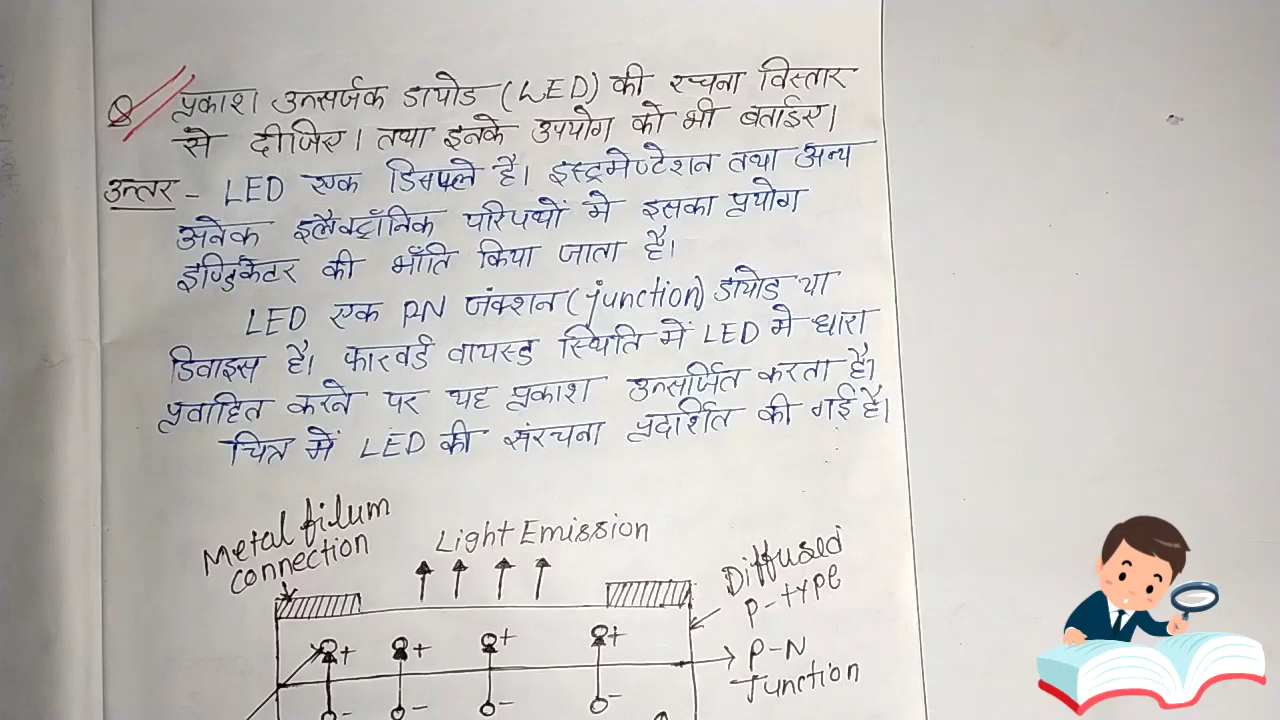 Q प्रकाश उत्सर्जक डायोड (LED) की रचना विस्तार
से दीजिए। तथा इनके उपयोग को भी बताईए।
उत्तर - LED एक डिसप्ले है। इंस्ट्रूमेण्टेशन तथा अन्य
अनेक इलैक्ट्रॉनिक परिपथों में इसका प्रयोग
इण्डिकेटर की भाँति किया जाता है।
LED एक PN जंक्शन (junction) डायोड या
डिवाइस है। फारवर्ड वायस्ड स्थिति में LED मे धारा
प्रवाहित करने पर यह प्रकाश उत्सर्जित करता है।
चित्र में LED की संरचना प्रदर्शित की गई है।
Metal filum
connection
Light Emission
Diffused
P-type
+ + + +
P-N
Junction
- - - -